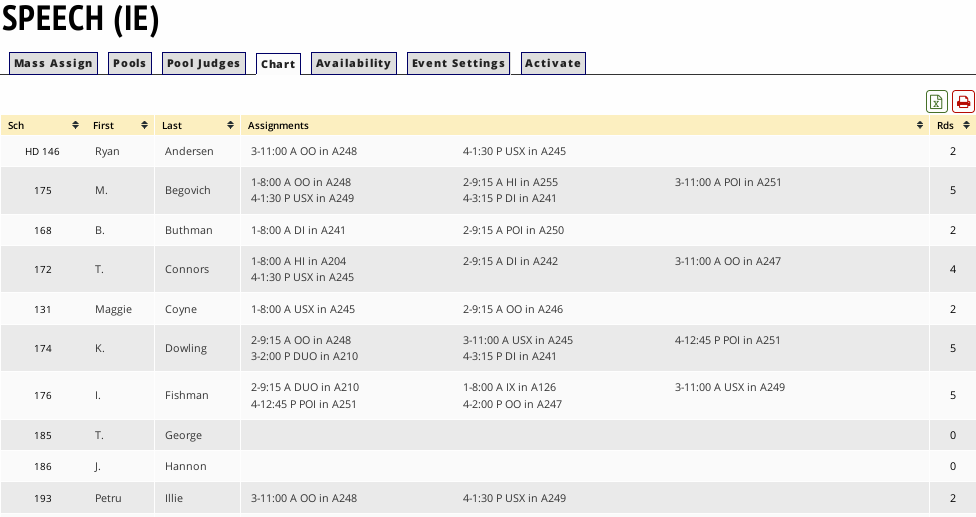 SPEECH (IE)
Mass Assign Pools Pool Judges Chart Availability Event Settings Activate
Sch First Last Assignments Rds
HD 146 Ryan Andersen 3-11:00 A OO in A248 4-1:30 P USX in A245 2
175 M. Begovich 1-8:00 A OO in A248 2-9:15 A HI in A255 3-11:00 A POI in A251 5
4-1:30 P USX in A249 4-3:15 P DI in A241
168 B. Buthman 1-8:00 A DI in A241 2-9:15 A POI in A250 2
172 T. Connors 1-8:00 A HI in A204 2-9:15 A DI in A242 3-11:00 A OO in A247 4
4-1:30 P USX in A245
131 Maggie Coyne 1-8:00 A USX in A245 2-9:15 A OO in A246 2
174 K. Dowling 2-9:15 A OO in A248 3-11:00 A USX in A245 4-12:45 P POI in A251 5
3-2:00 P DUO in A210 4-3:15 P DI in A241
176 I. Fishman 2-9:15 A DUO in A210 1-8:00 A IX in A126 3-11:00 A USX in A249 5
4-12:45 P POI in A251 4-2:00 P OO in A247
185 T. George 0
186 J. Hannon 0
193 Petru Illie 3-11:00 A OO in A248 4-1:30 P USX in A249 2